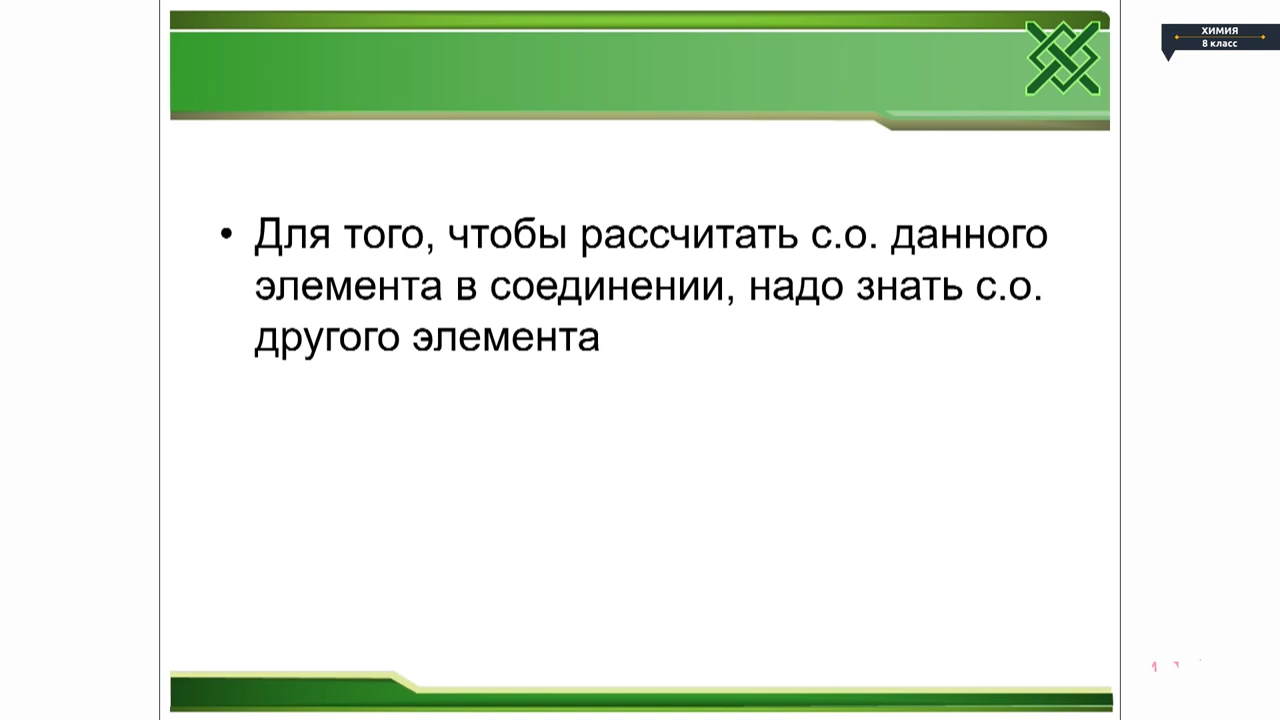 ХИМИЯ
8 класс
• Для того, чтобы рассчитать с.о. данного
элемента в соединении, надо знать с.о.
другого элемента